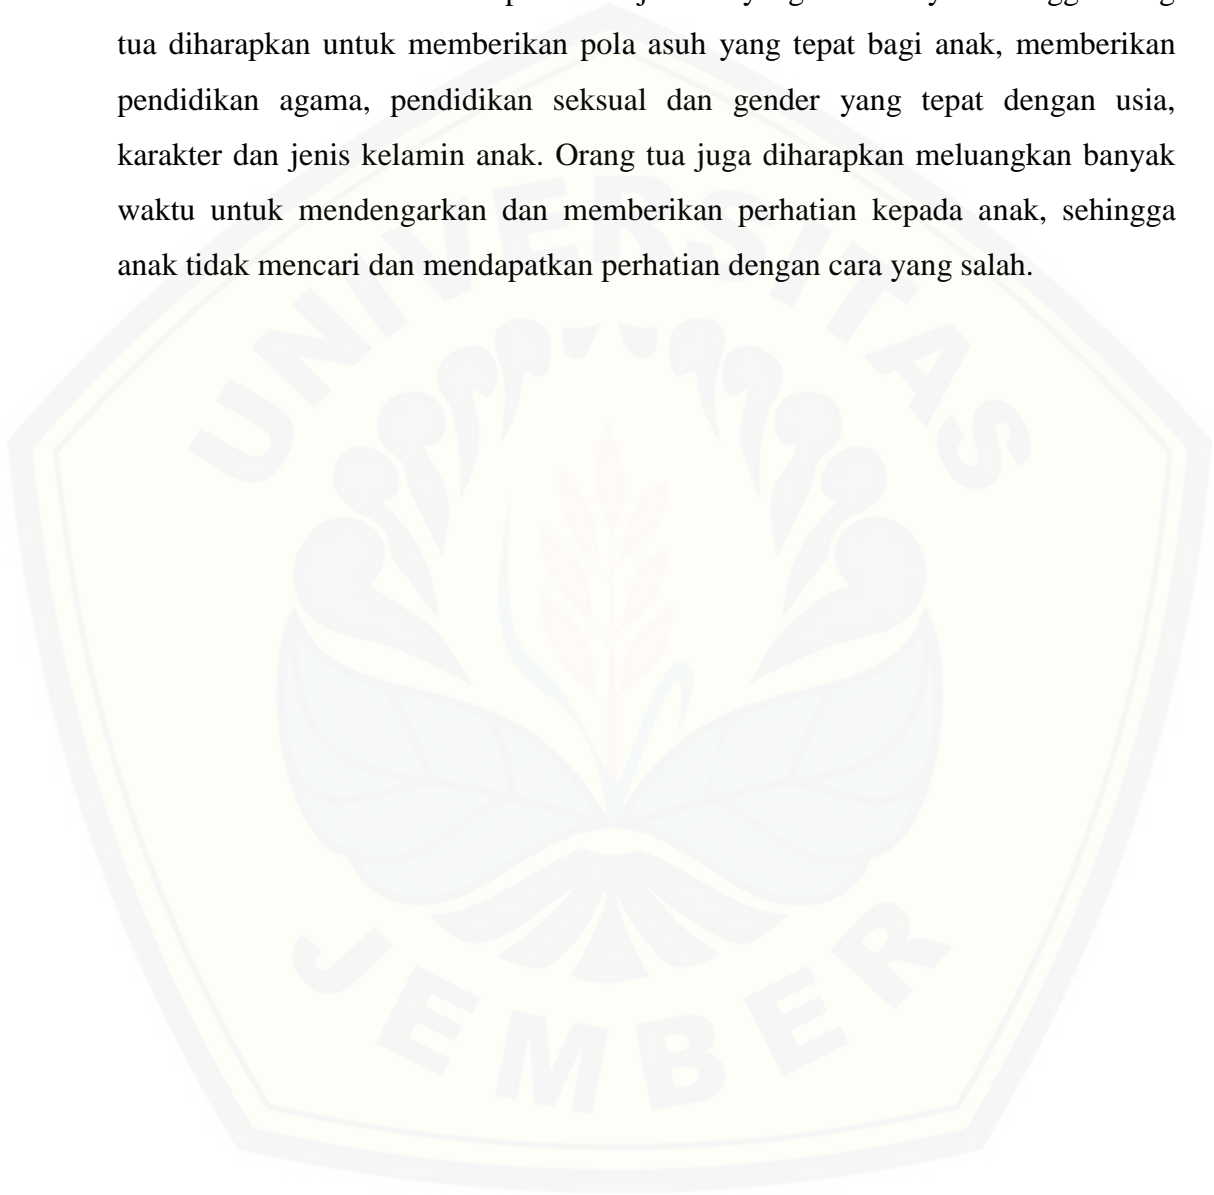 tua diharapkan untuk memberikan pola asuh yang tepat bagi anak, memberikan
pendidikan agama, pendidikan seksual dan gender yang tepat dengan usia,
karakter dan jenis kelamin anak. Orang tua juga diharapkan meluangkan banyak
waktu untuk mendengarkan dan memberikan perhatian kepada anak, sehingga
anak tidak mencari dan mendapatkan perhatian dengan cara yang salah.
UNIVERSITAS
JEMBER